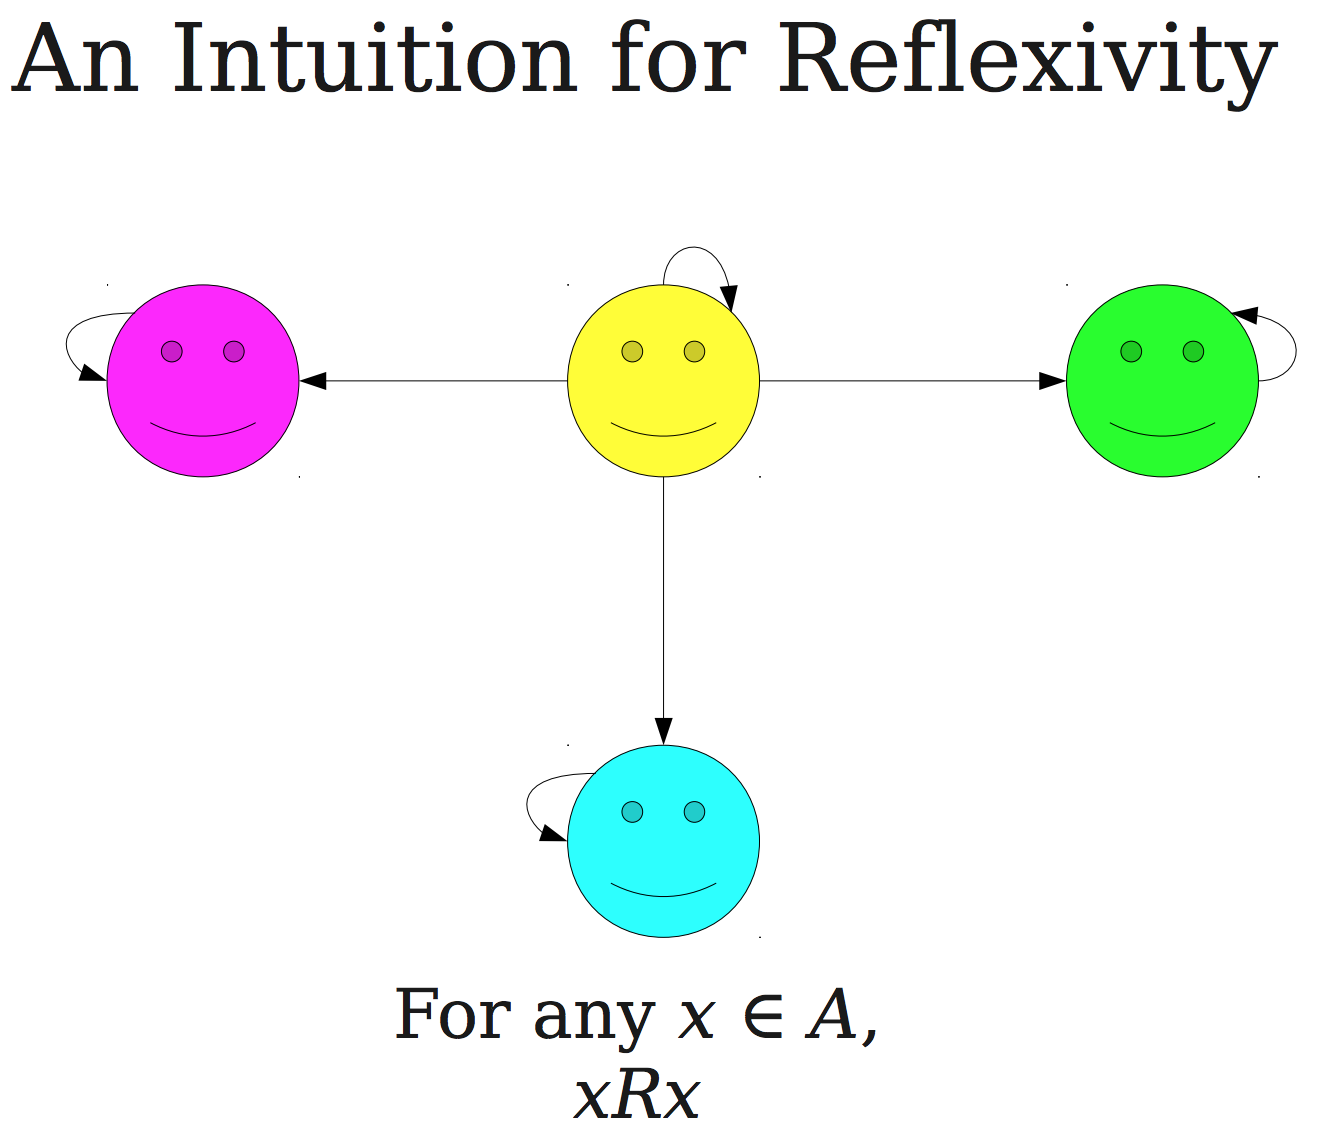 An Intuition for Reflexivity
For any x ∈ A,
xRx